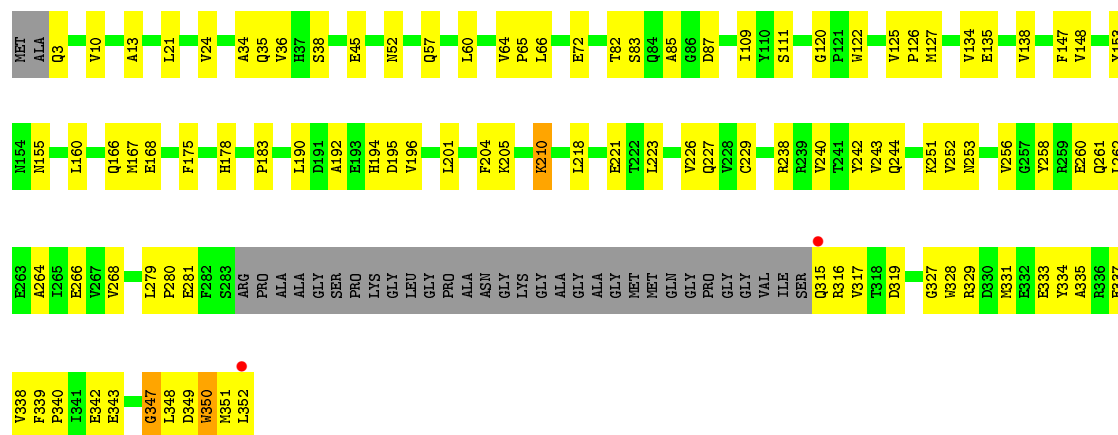 MET ALA Q3 V10 A13 L21 V24 A34 Q35 V36 H37 S38 E45 N52 Q57 L60 V64 P65 L66 E72 T82 S83 Q84 A85 G86 D87 I109 Y110 S111 G120 P121 W122 V125 P126 M127 V134 E135 V138 F147 V148 Y153
N154 N155 L160 Q166 M167 E168 F175 H178 P183 L190 D191 A192 E193 H194 D195 V196 L201 F204 K205 K210 L218 E221 T222 L223 V226 Q227 V228 C229 R238 R239 V240 T241 Y242 V243 Q244 K251 V252 N253 V256 G257 Y258 R259 E260 Q261 L262
E263 A264 I265 E266 V267 V268 L279 P280 E281 F282 S283 ARG PRO ALA ALA GLY SER PRO LYS GLY LEU GLY PRO ALA ASN GLY LYS GLY ALA GLY ALA GLY MET MET GLN GLY PRO GLY GLY VAL ILE SER Q315 R316 V317 T318 D319 G327 W328 R329 D330 M331 E332 E333 Y334 A335 R336
V338 F339 P340 I341 E342 E343 G347 L348 D349 W350 M351 L352